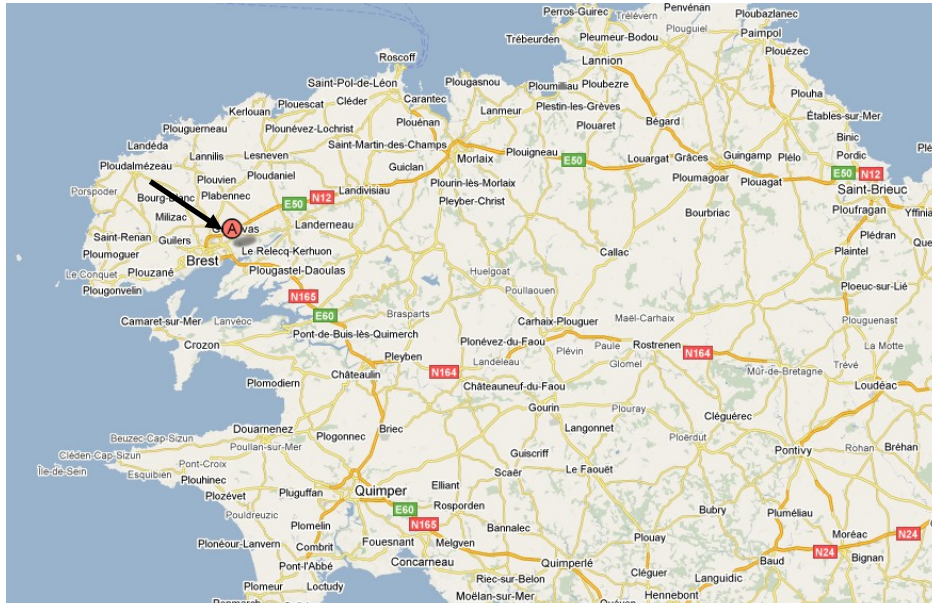 Perros-Guirec
Penvénan
Trélévern
Ploubazlanec
Trébeurden
Pleumeur-Bodou
Plouguiel
Paimpol
Lannion
Plouézec
Roscoff
Saint-Pol-de-Léon
Plougasnou
Ploumilliau
Ploubezre
Plouescat
Cléder
Carantec
Plouha
Kerlouan
Lanmeur
Plestin-les-Grèves
Étables-sur-Mer
Plouguerneau
Plounévez-Lochrist
Plouénan
Plouaret
Bégard
Binic
Landéda
Lannilis
Lesneven
Saint-Martin-des-Champs
Morlaix
Plouigneau
E50
Louargat
Grâces
Guingamp
Plélo
Pordic
Ploudalmézeau
Plouvien
Ploudaniel
Guiclan
Ploumagoar
Plouagat
E50
N12
Porspoder
Bourg-Blanc
Plabennec
E50
N12
Landivisiau
Plourin-lès-Morlaix
Saint-Brieuc
Milizac
Pleyber-Christ
Bourbriac
Ploufragan
Yffinia
Saint-Renan
Guilers
A
Landerneau
Plédran
Ploumoguer
Brest
Le Relecq-Kerhuon
Callac
Plaintel
Le Conquet
Plouzané
Plougastel-Daoulas
Huelgoat
Plougonvelin
N165
Poullaouen
Ploeuc-sur-Lié
Camaret-sur-Mer
Lanvéoc
E60
Brasparts
Carhaix-Plouguer
Maël-Carhaix
Plouguenast
Crozon
Pont-de-Buis-lès-Quimerch
Plonévez-du-Faou
Plévin
Paule
Rostrenen
La Motte
Pleyben
Landeleau
Glomel
N164
Mûr-de-Bretagne
Trévé
Châteaulin
N164
Plomodiern
Châteauneuf-du-Faou
Loudéac
Gourin
Plouray
Cléguérec
Douarnenez
Briec
Langonnet
Beuzec-Cap-Sizun
Poullan-sur-Mer
Plogonnec
Ploërdut
Cléden-Cap-Sizun
Guiscriff
Pontivy
Rohan
Bréhan
Île-de-Sein
Esquibien
Pont-Croix
Scaër
Le Faouët
Plouhinec
Elliant
Plozévet
Pluguffan
Quimper
Rosporden
Bubry
Pouldreuzic
E60
Pluméliau
Plomelin
N165
Bannalec
Plouay
Moréac
Plonéour-Lanvern
Combrit
Fouesnant
Melgven
N24
Bignan
Pont-l'Abbé
Concarneau
Quimperlé
N24
Baud
Plomeur
Loctudy
Riec-sur-Belon
Cléguer
Languidic
Moëlan-sur-Mer
Hennebont